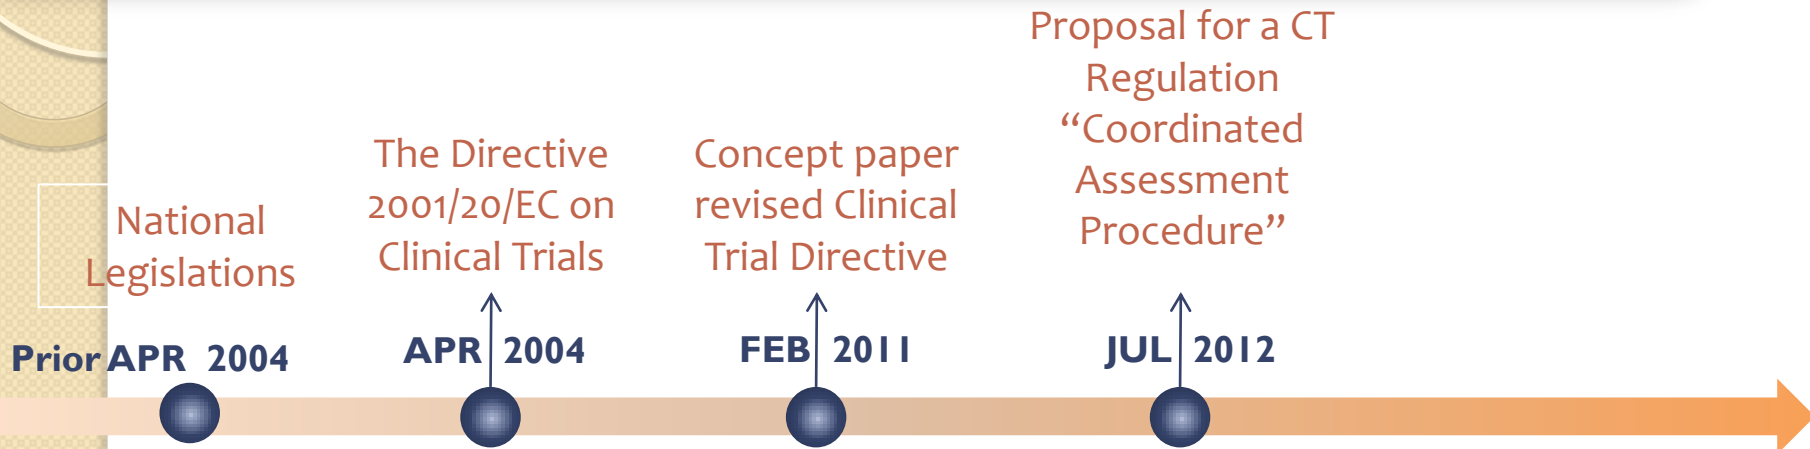 National
Legislations
Prior APR 2004
The Directive
2001/20/EC on
Clinical Trials
APR 2004
Concept paper
revised Clinical
Trial Directive
FEB 2011
Proposal for a CT
Regulation
“Coordinated
Assessment
Procedure”
JUL 2012